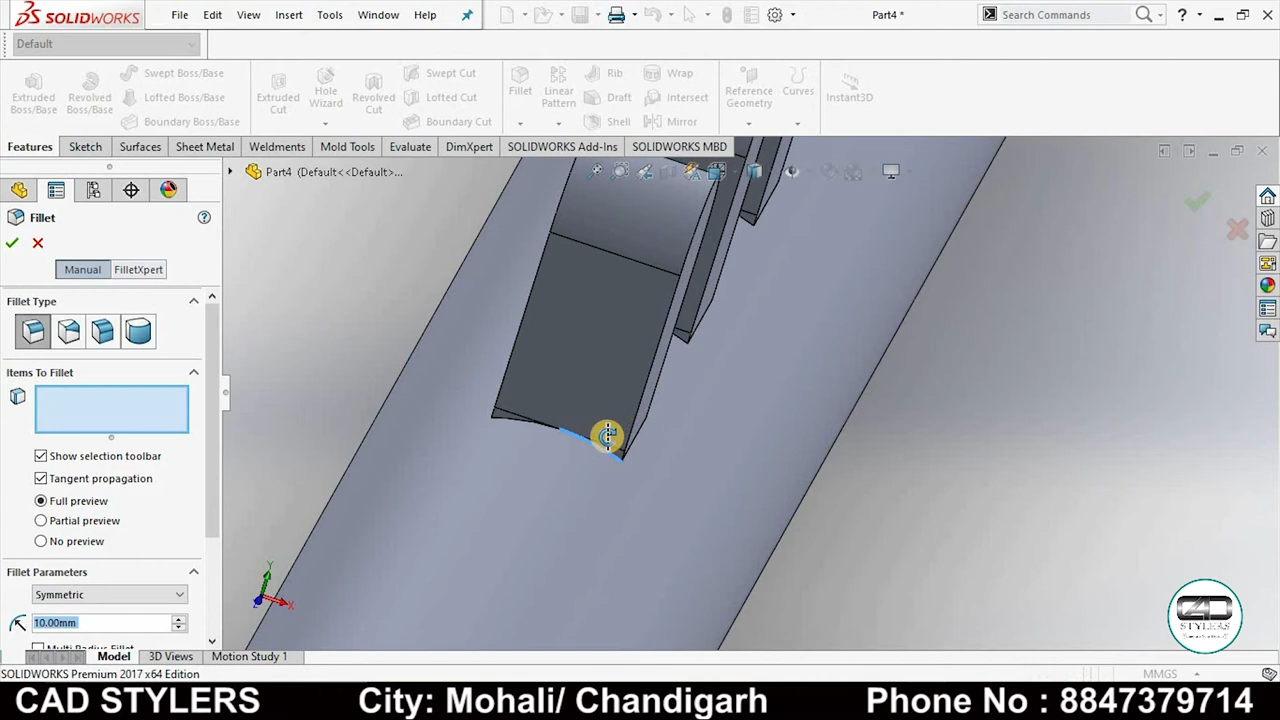 SOLIDWORKS File Edit View Insert Tools Window Help Part4 * Search Commands ?
Default
Extruded Boss/Base
Revolved Boss/Base
Swept Boss/Base
Lofted Boss/Base
Boundary Boss/Base
Extruded Cut
Hole Wizard
Revolved Cut
Swept Cut
Lofted Cut
Boundary Cut
Fillet
Linear Pattern
Rib
Draft
Shell
Wrap
Intersect
Mirror
Reference Geometry
Curves
Instant3D
Features Sketch Surfaces Sheet Metal Weldments Mold Tools Evaluate DimXpert SOLIDWORKS Add-Ins SOLIDWORKS MBD
Part4 (Default<<Default>...
Fillet ?
Manual FilletXpert
Fillet Type
Items To Fillet
Show selection toolbar
Tangent propagation
Full preview
Partial preview
No preview
Fillet Parameters
Symmetric
10.00mm
Multi Radius Fillet
Y
X
Z
STYLERS
Model 3D Views Motion Study 1
SOLIDWORKS Premium 2017 x64 Edition MMGS
CAD STYLERS City: Mohali/ Chandigarh Phone No : 8847379714